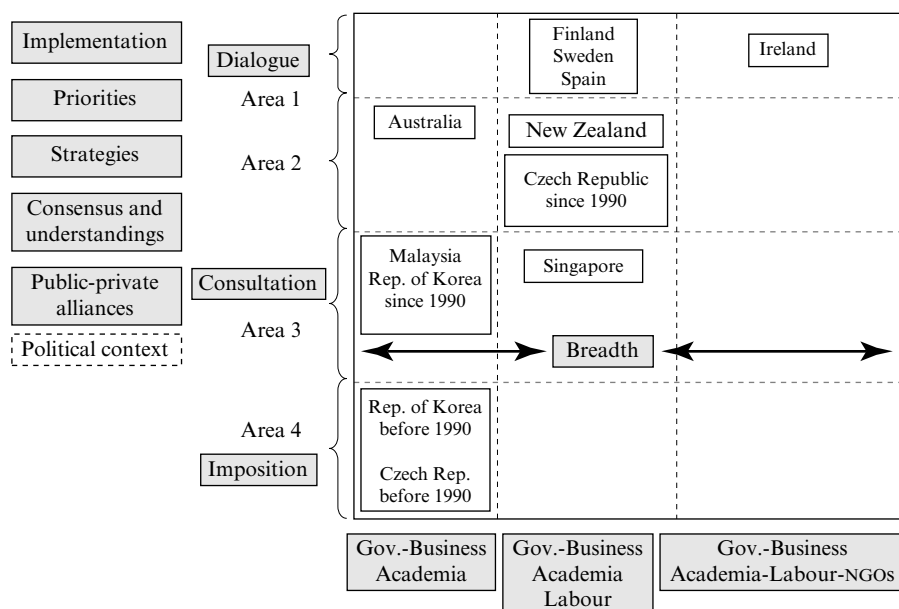 Implementation
Priorities
Strategies
Consensus and
understandings
Public-private
alliances
Political context
Dialogue
Area 1
Area 2
Consultation
Area 3
Area 4
Imposition
Finland
Sweden
Spain
Ireland
Australia
New Zealand
Czech Republic
since 1990
Malaysia
Rep. of Korea
since 1990
Singapore
Breadth
Rep. of Korea
before 1990
Czech Rep.
before 1990
Gov.-Business
Academia
Gov.-Business
Academia
Labour
Gov.-Business
Academia-Labour-NGOs